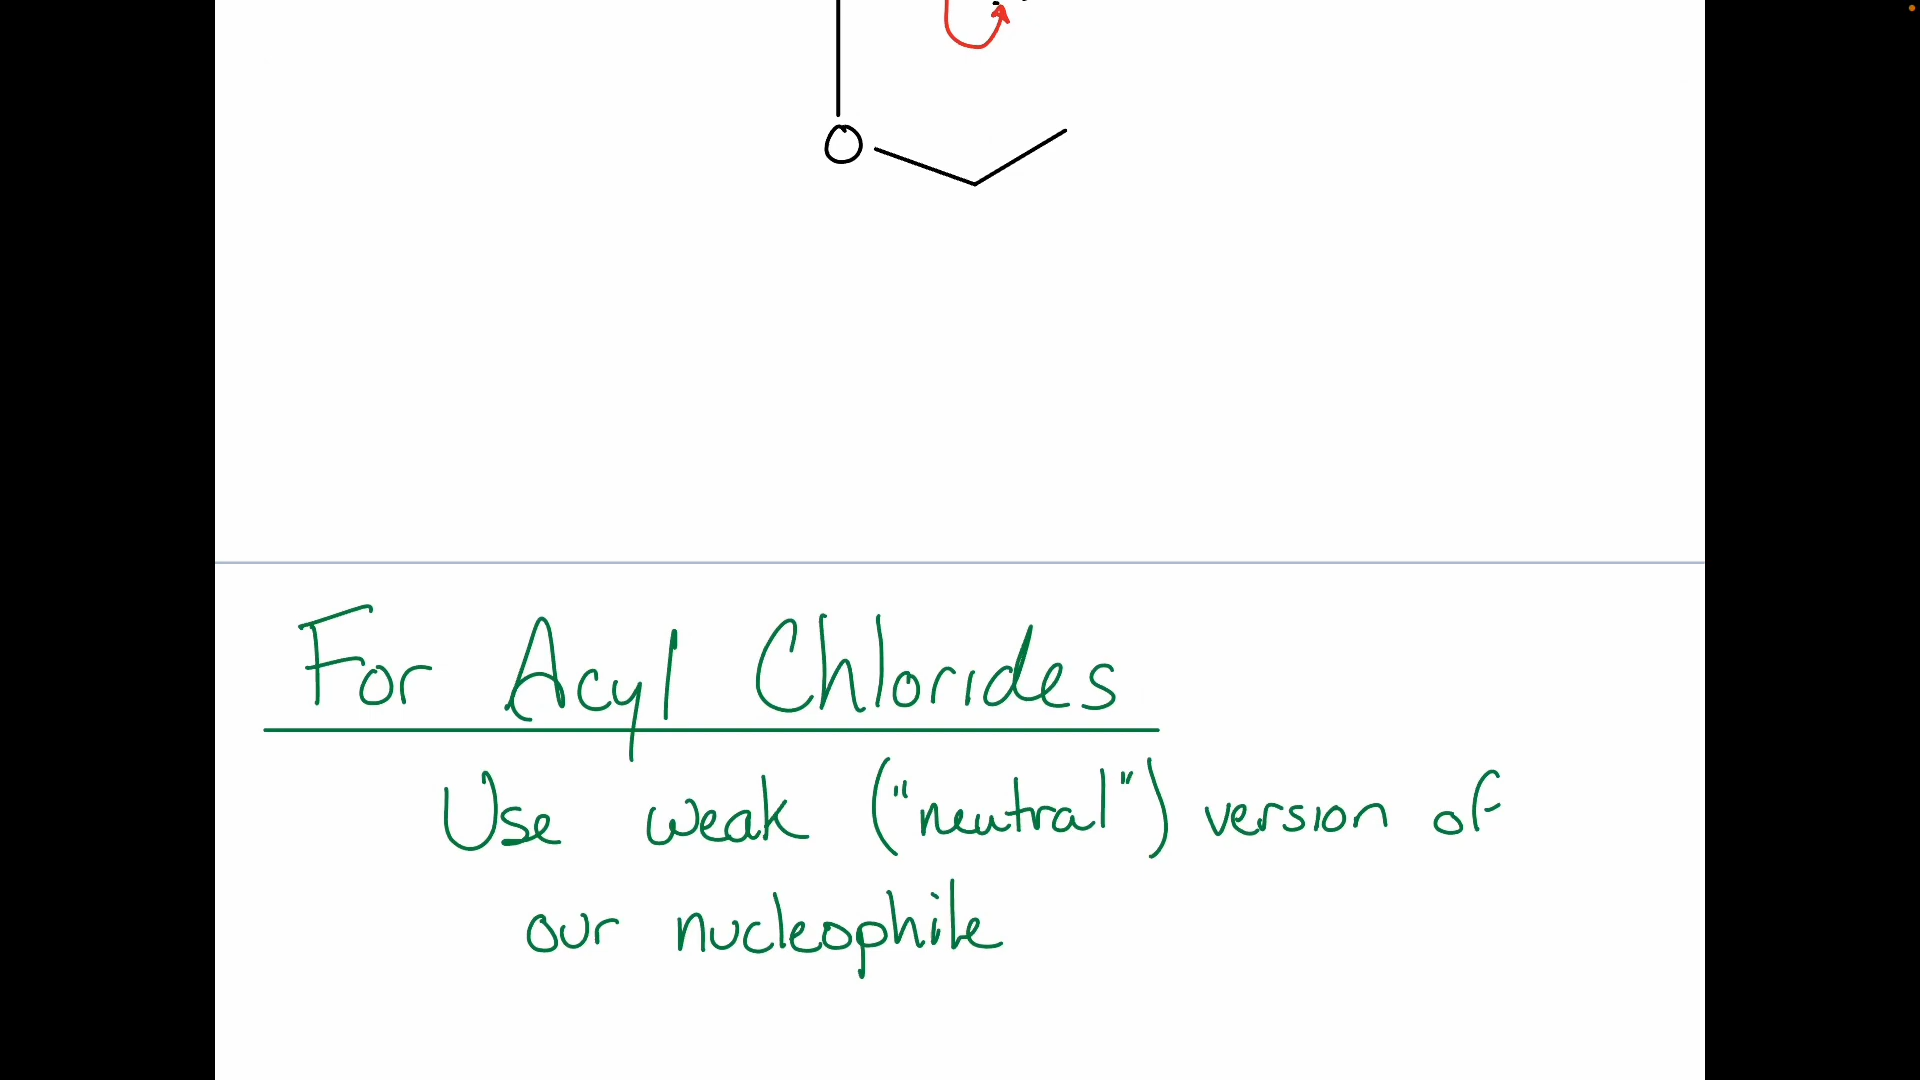 O
For Acyl Chlorides
Use weak ("neutral") version of
our nucleophile